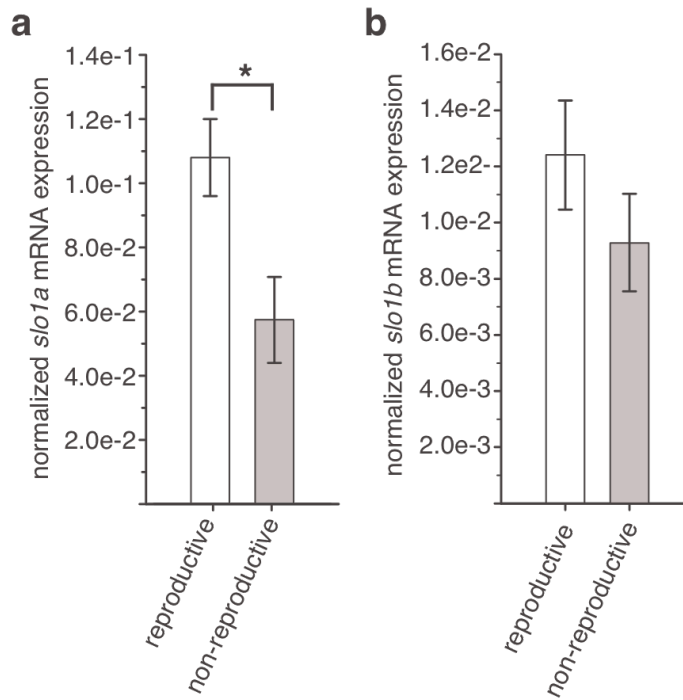 a
normalized slo1a mRNA expression
1.4e-1
1.2e-1
1.0e-1
8.0e-2
6.0e-2
4.0e-2
2.0e-2
*
reproductive
non-reproductive
b
normalized slo1b mRNA expression
1.6e-2
1.4e-2
1.2e2-
1.0e-2
8.0e-3
6.0e-3
4.0e-3
2.0e-3
reproductive
non-reproductive